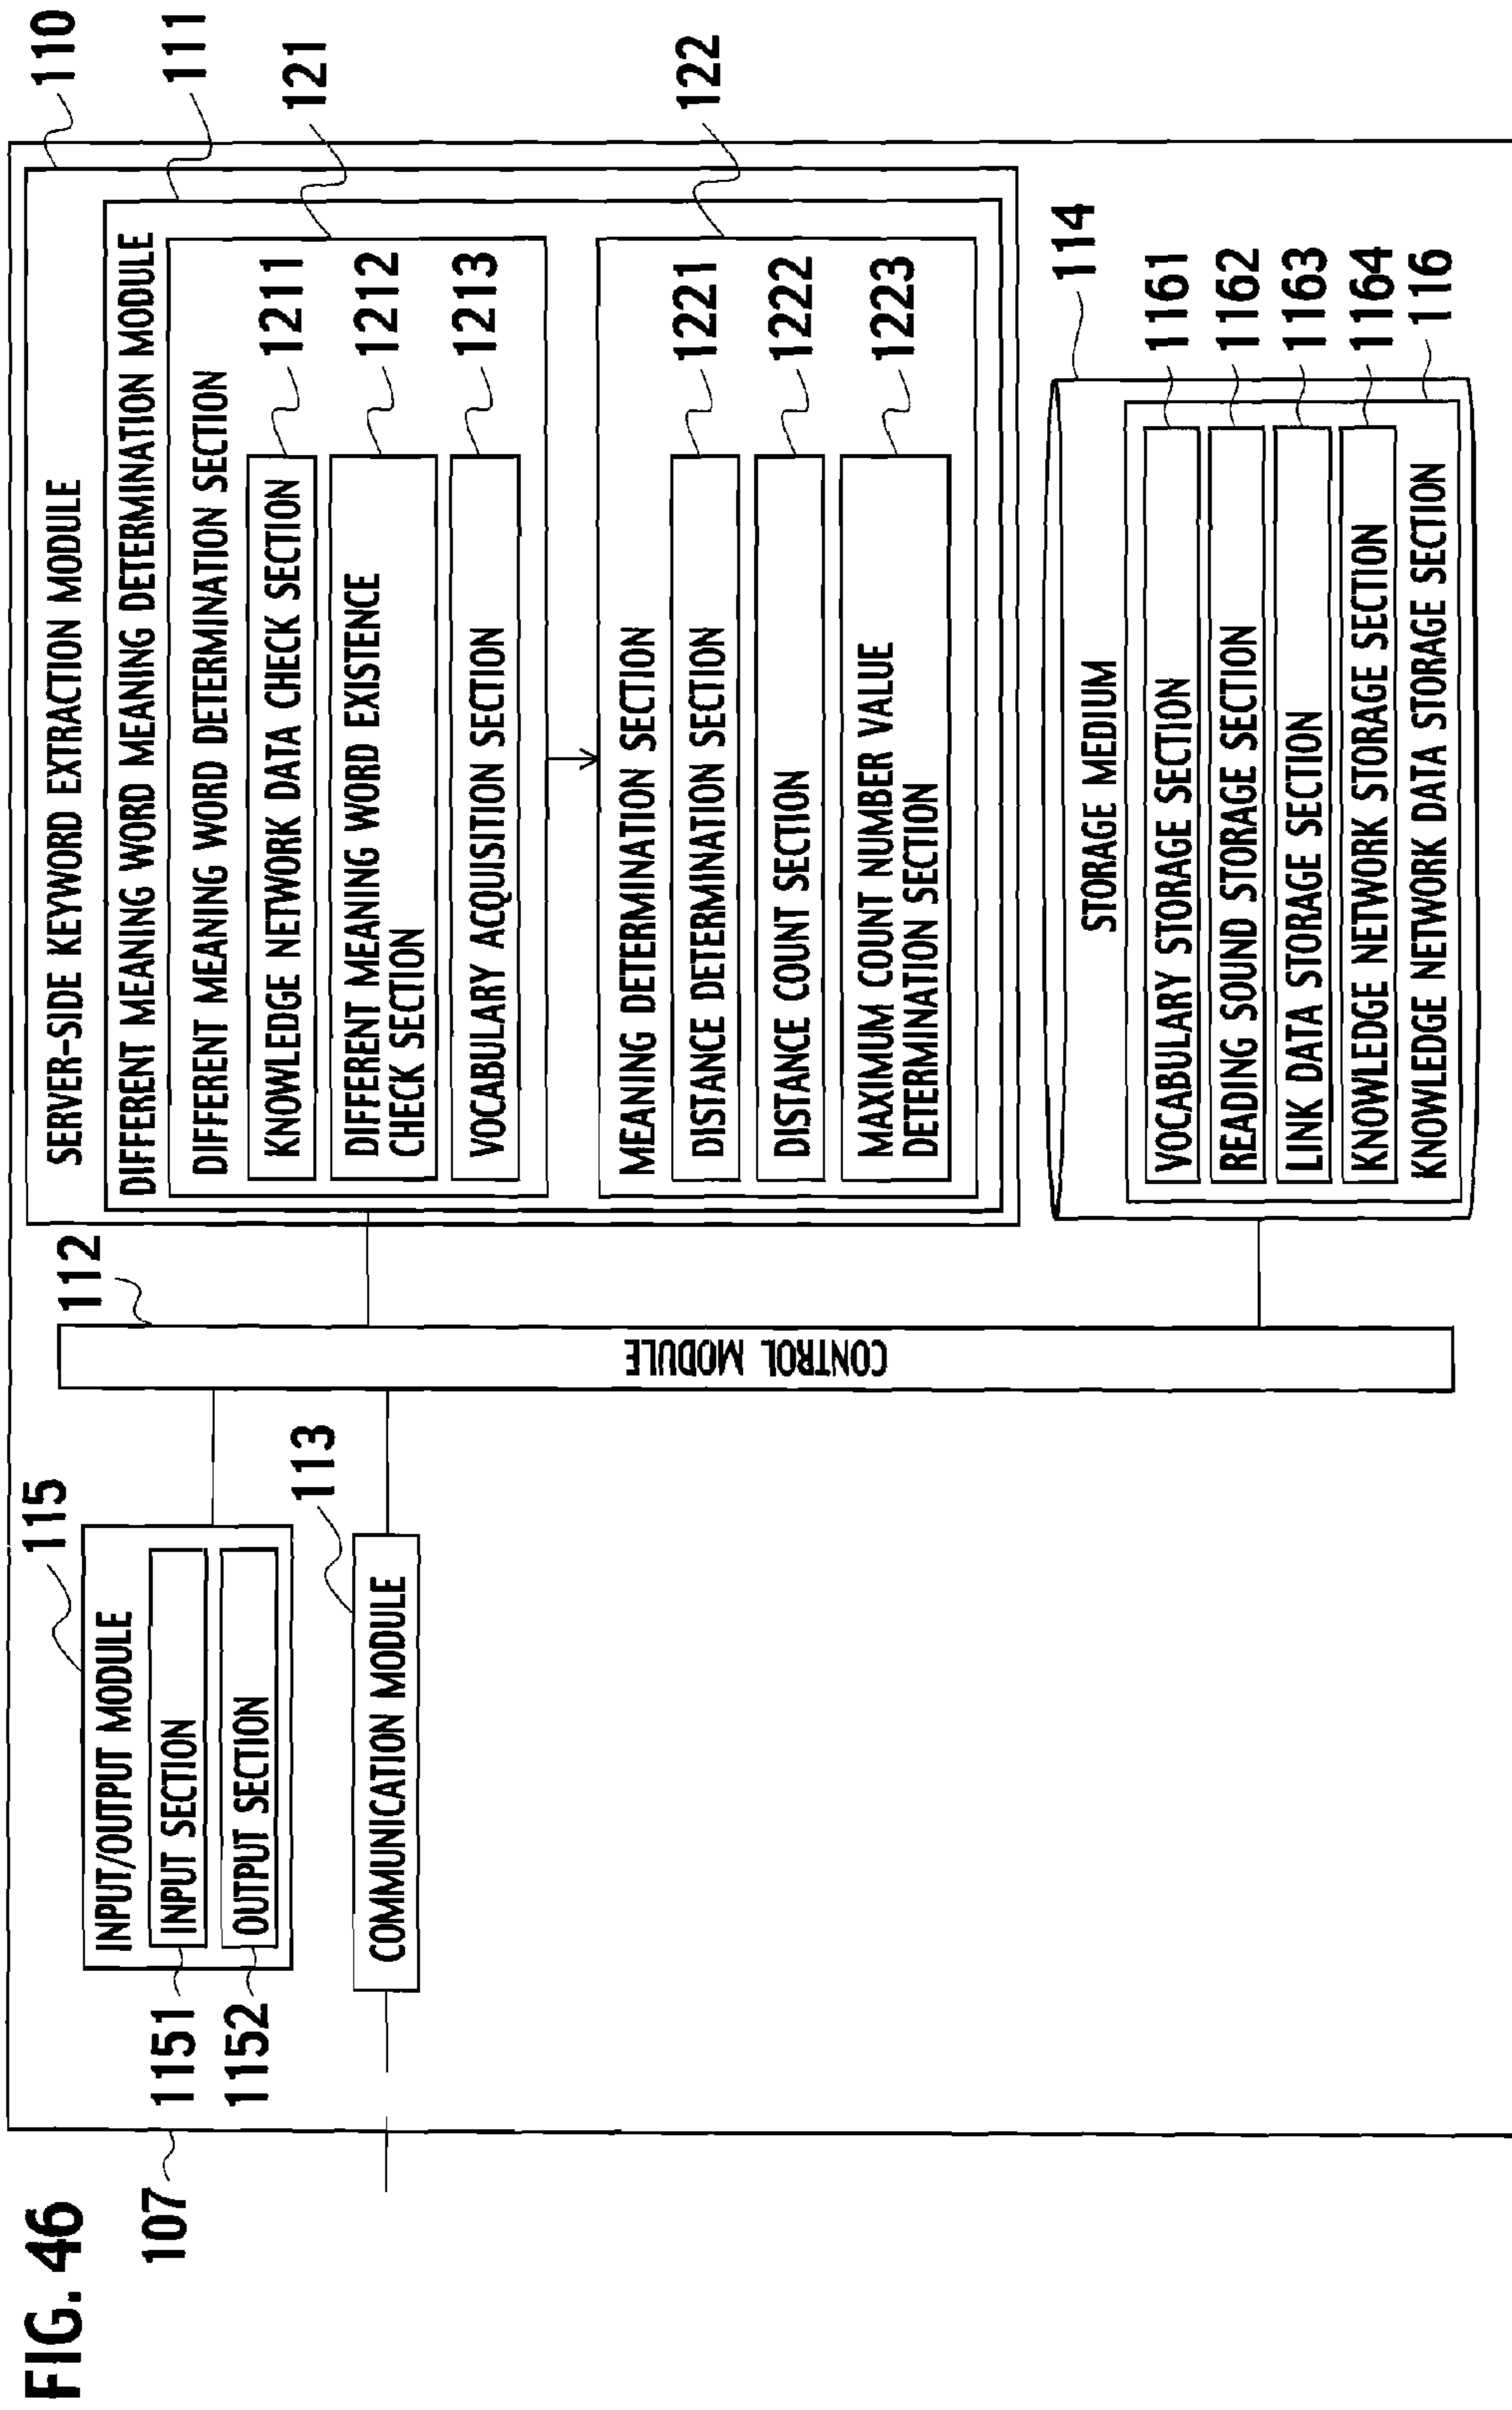 FIG. 46
107
115
INPUT/OUTPUT MODULE
1151
INPUT SECTION
1152
OUTPUT SECTION
113
COMMUNICATION MODULE
112
CONTROL MODULE
110
SERVER-SIDE KEYWORD EXTRACTION MODULE
111
DIFFERENT MEANING WORD MEANING DETERMINATION MODULE
121
DIFFERENT MEANING WORD DETERMINATION SECTION
KNOWLEDGE NETWORK DATA CHECK SECTION
1211
DIFFERENT MEANING WORD EXISTENCE
CHECK SECTION
1212
VOCABULARY ACQUISITION SECTION
1213
122
MEANING DETERMINATION SECTION
DISTANCE DETERMINATION SECTION
1221
DISTANCE COUNT SECTION
1222
MAXIMUM COUNT NUMBER VALUE
DETERMINATION SECTION
1223
114
STORAGE MEDIUM
VOCABULARY STORAGE SECTION
1161
READING SOUND STORAGE SECTION
1162
LINK DATA STORAGE SECTION
1163
KNOWLEDGE NETWORK STORAGE SECTION
1164
KNOWLEDGE NETWORK DATA STORAGE SECTION
116